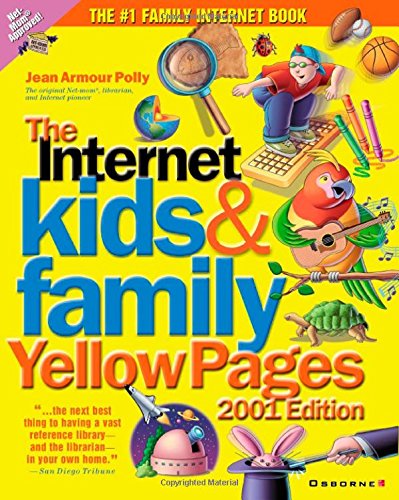 Net-Mom®
Approved!
THE #1 FAMILY INTERNET BOOK
Jean Armour Polly
The original Net-mom®, librarian,
and Internet pioneer
The
Internet
kids &
family
Yellow Pages
2001 Edition
“...the next best
thing to having a vast
reference library—
and the librarian—
in your own home.”
—San Diego Tribune
OSBORNE
Copyrighted Material